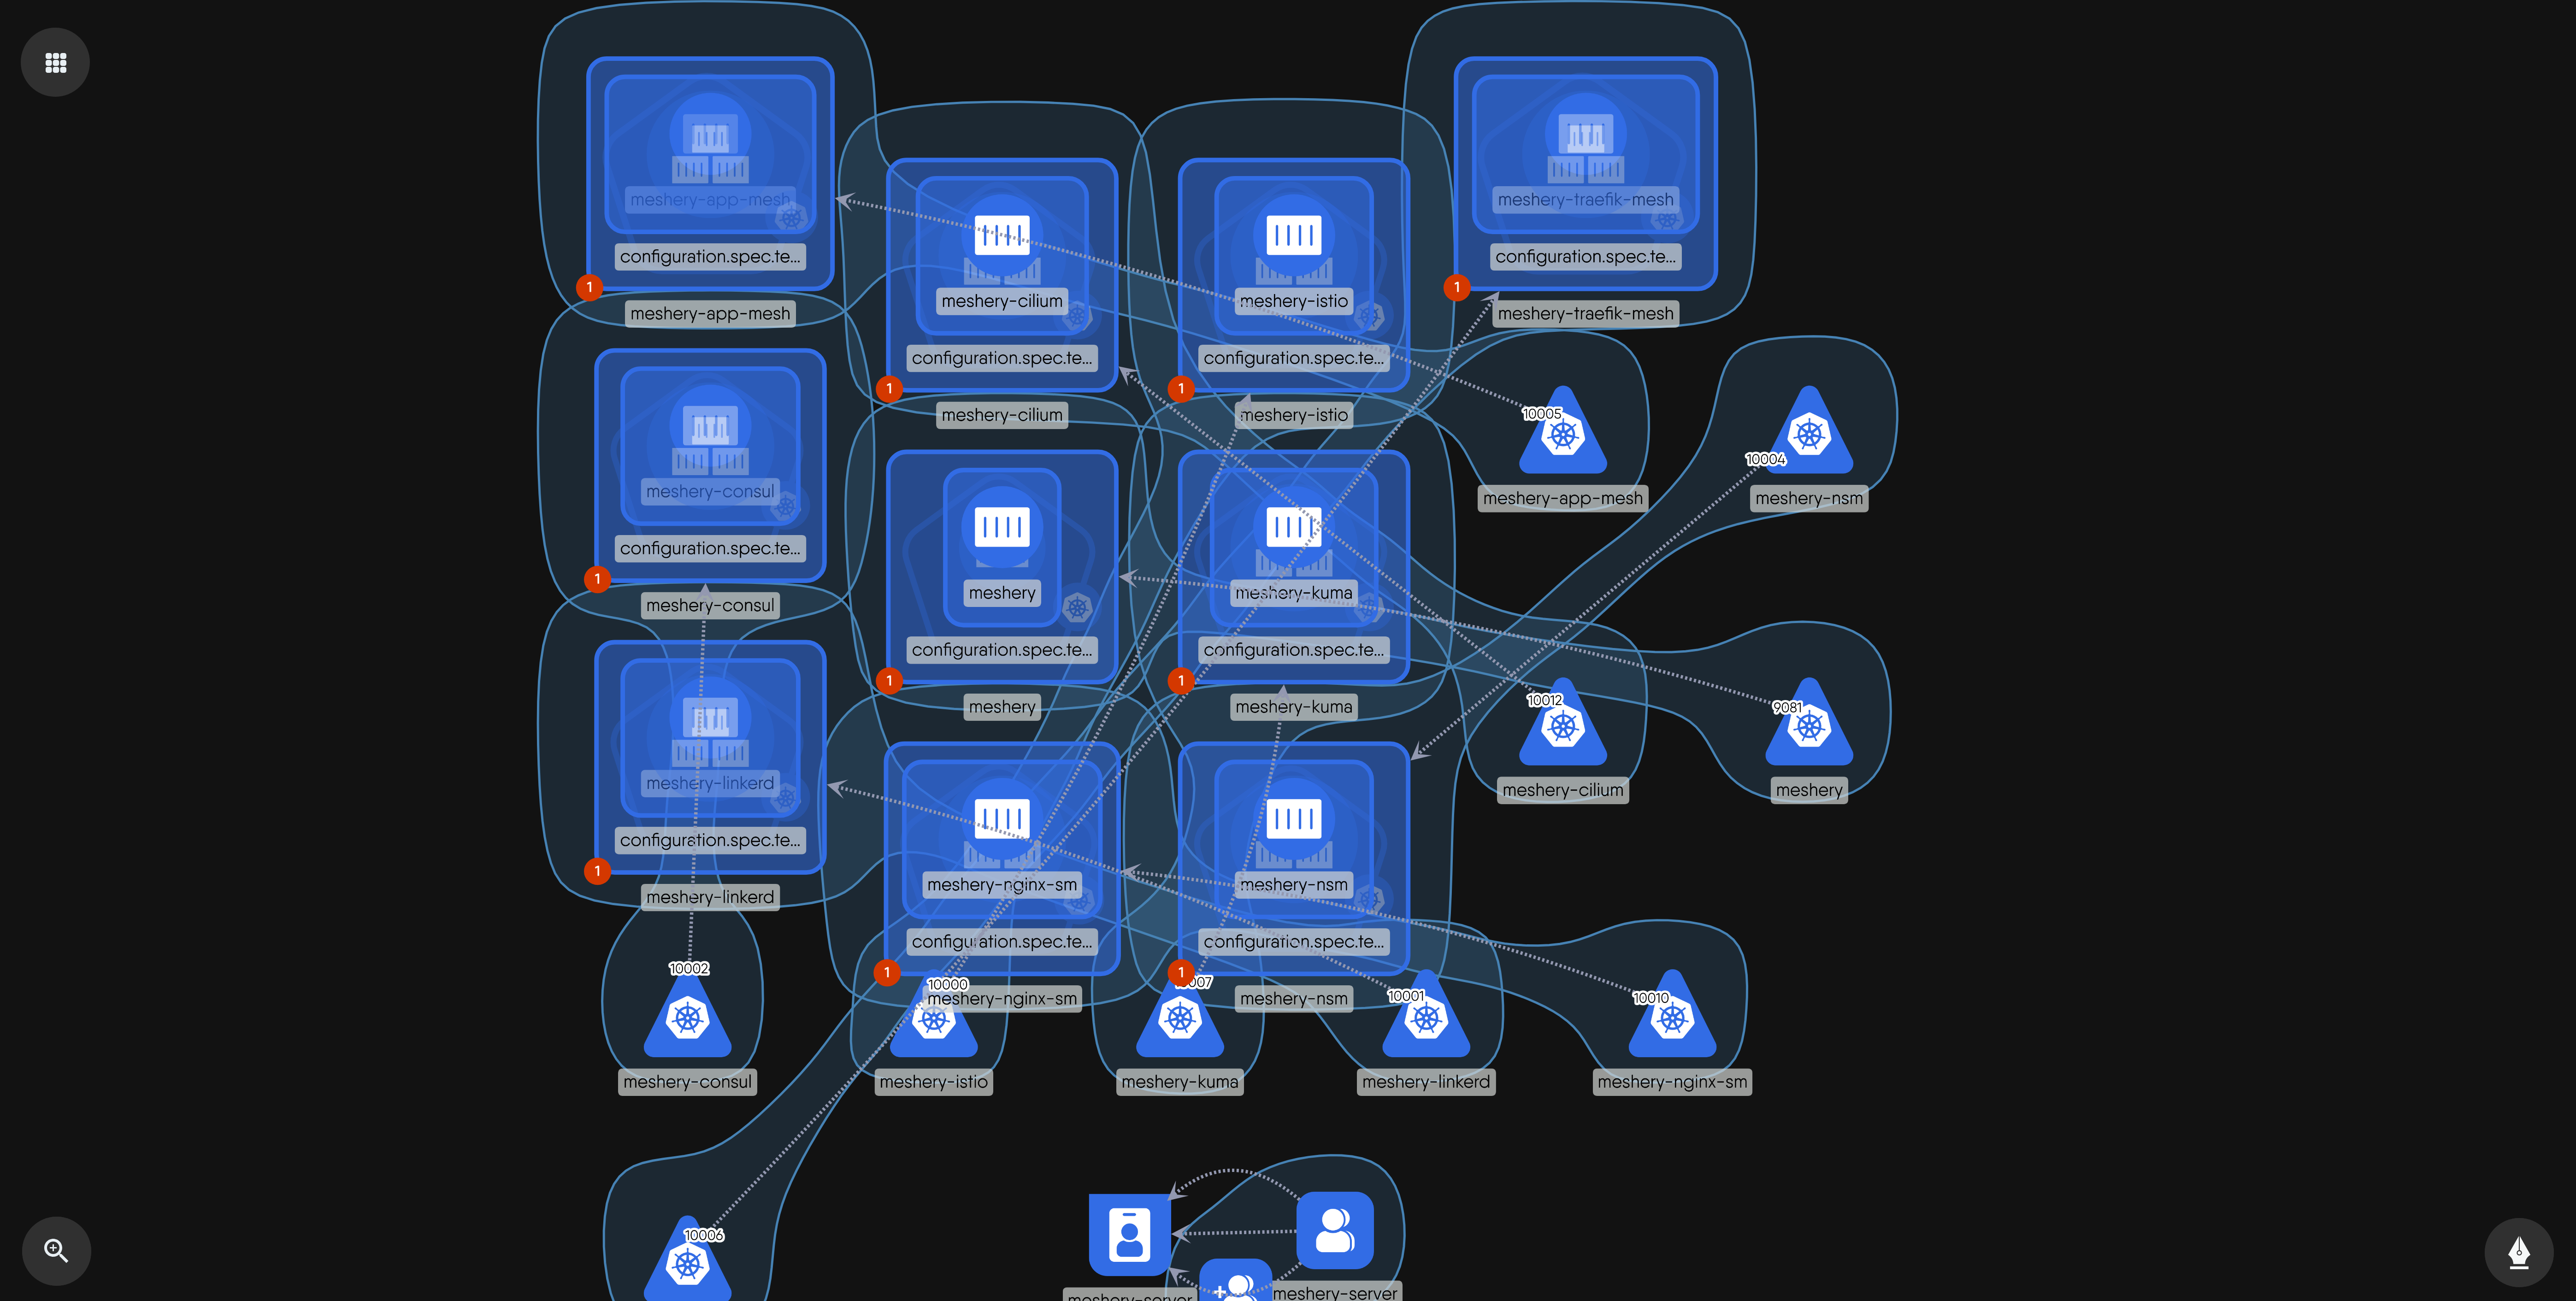 meshery-app-mesh
configuration.spec.te...
1
meshery-app-mesh
meshery-cilium
configuration.spec.te...
1
meshery-cilium
meshery-istio
configuration.spec.te...
1
meshery-istio
meshery-traefik-mesh
configuration.spec.te...
1
meshery-traefik-mesh
meshery-consul
configuration.spec.te...
1
meshery-consul
meshery
configuration.spec.te...
1
meshery
meshery-kuma
configuration.spec.te...
1
meshery-kuma
10005
meshery-app-mesh
10004
meshery-nsm
meshery-linkerd
configuration.spec.te...
1
meshery-linkerd
meshery-nginx-sm
configuration.spec.te...
1
meshery-nginx-sm
meshery-nsm
configuration.spec.te...
1
meshery-nsm
10012
meshery-cilium
9081
meshery
10002
meshery-consul
10000
meshery-istio
meshery-kuma
10001
meshery-linkerd
10010
meshery-nginx-sm
10006
meshery-server
meshery-server